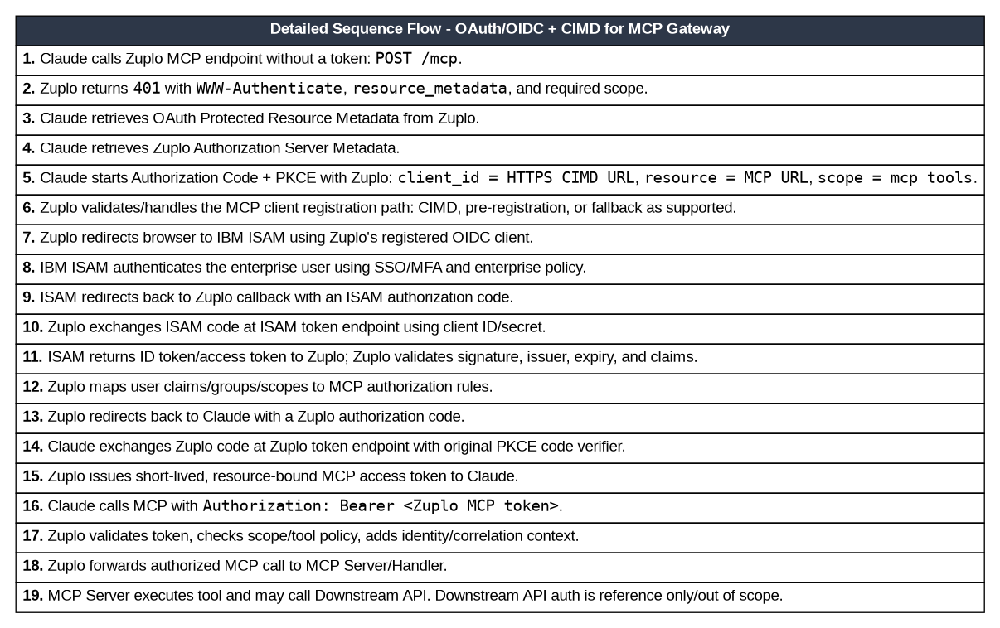 Detailed Sequence Flow - OAuth/OIDC + CIMD for MCP Gateway
1. Claude calls Zuplo MCP endpoint without a token: POST /mcp.
2. Zuplo returns 401 with WWW-Authenticate, resource_metadata, and required scope.
3. Claude retrieves OAuth Protected Resource Metadata from Zuplo.
4. Claude retrieves Zuplo Authorization Server Metadata.
5. Claude starts Authorization Code + PKCE with Zuplo: client_id = HTTPS CIMD URL, resource = MCP URL, scope = mcp tools.
6. Zuplo validates/handles the MCP client registration path: CIMD, pre-registration, or fallback as supported.
7. Zuplo redirects browser to IBM ISAM using Zuplo's registered OIDC client.
8. IBM ISAM authenticates the enterprise user using SSO/MFA and enterprise policy.
9. ISAM redirects back to Zuplo callback with an ISAM authorization code.
10. Zuplo exchanges ISAM code at ISAM token endpoint using client ID/secret.
11. ISAM returns ID token/access token to Zuplo; Zuplo validates signature, issuer, expiry, and claims.
12. Zuplo maps user claims/groups/scopes to MCP authorization rules.
13. Zuplo redirects back to Claude with a Zuplo authorization code.
14. Claude exchanges Zuplo code at Zuplo token endpoint with original PKCE code verifier.
15. Zuplo issues short-lived, resource-bound MCP access token to Claude.
16. Claude calls MCP with Authorization: Bearer <Zuplo MCP token>.
17. Zuplo validates token, checks scope/tool policy, adds identity/correlation context.
18. Zuplo forwards authorized MCP call to MCP Server/Handler.
19. MCP Server executes tool and may call Downstream API. Downstream API auth is reference only/out of scope.